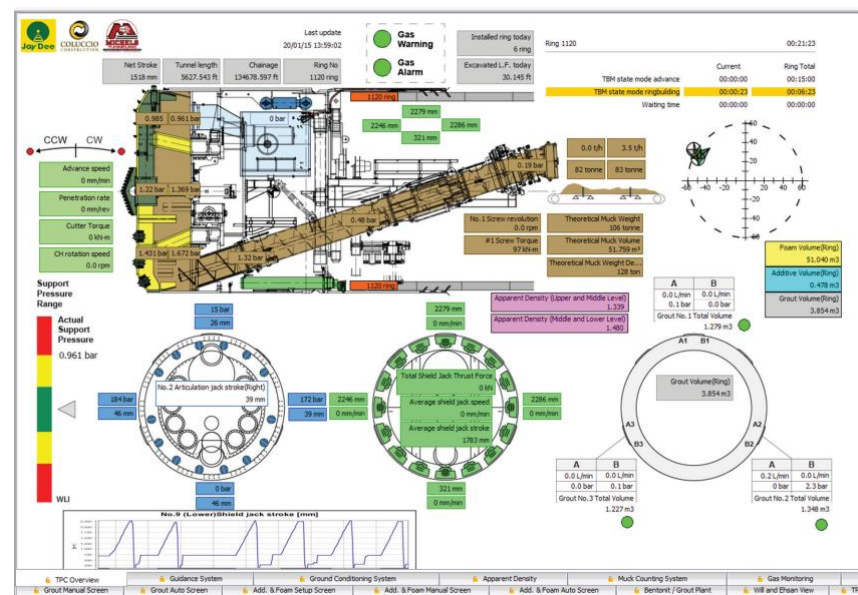 Jay Dee
COLUCCIO
CONSTRUCTION
MICHELS
TUNNELING
Last update
20/01/15 13:59:02
Gas
Warning
Gas
Alarm
Installed ring today
6 ring
Excavated L.F. today
30.145 ft
Ring 1120
00:21:23
Current
Ring Total
TBM state mode advance
00:00:00
00:15:00
TBM state mode ringbuilding
00:00:23
00:06:23
Waiting time
00:00:00
00:00:00
Net Stroke
1518 mm
Tunnel length
5627.543 ft
Chainage
134678.597 ft
Ring No
1120 ring
CCW
CW
Advance speed
0 mm/min
Penetration rate
0 mm/rev
Cutter Torque
0 kN-m
CH rotation speed
0.0 rpm
0.985
0.961 bar
0 bar
1.22 bar
1.369 bar
1.431 bar
1.672 bar
1.32 bar
0.48 bar
0.19 bar
1120 ring
2279 mm
2246 mm
2286 mm
321 mm
1120 ring
0.0 t/h
3.5 t/h
82 tonne
83 tonne
No.1 Screw revolution
0.0 rpm
#1 Screw Torque
97 kN-m
Theoretical Muck Weight
106 tonne
Theoretical Muck Volume
51.759 m³
Theoretical Muck Weight De...
128 ton
60
40
20
-60
-40
-20
20
40
60
-20
-40
-60
Foam Volume(Ring)
51.040 m3
Additive Volume(Ring)
0.478 m3
Grout Volume(Ring)
3.854 m3
Apparent Density (Upper and Middle Level)
1.339
Apparent Density (Middle and Lower Level)
1.480
Support
Pressure
Range
Actual
Support
Pressure
0.961 bar
WLI
15 bar
26 mm
184 bar
46 mm
No.2 Articulation jack stroke(Right)
39 mm
172 bar
39 mm
0 bar
46 mm
2279 mm
0 mm/min
2246 mm
0 mm/min
Total Shield Jack Thrust Force
0 kN
Average shield jack speed
0 mm/min
Average shield jack stroke
1783 mm
2286 mm
0 mm/min
321 mm
0 mm/min
A
B
0.0 L/min
0.0 L/min
0.1 bar
0.0 bar
Grout No.1 Total Volume
1.279 m3
A1
B1
Grout Volume(Ring)
3.854 m3
A3
B3
A2
B2
A
B
0.0 L/min
0.0 L/min
0.0 bar
0.1 bar
Grout No.3 Total Volume
1.227 m3
A
B
0.2 L/min
0.0 L/min
0 bar
2.3 bar
Grout No.2 Total Volume
1.348 m3
No.9 (Lower)Shield jack stroke [mm]
TPC Overview
Guidance System
Ground Conditioning System
Apparent Density
Muck Counting System
Gas Monitoring
Grout Manual Screen
Grout Auto Screen
Add. & Foam Setup Screen
Add. & Foam Manual Screen
Add. & Foam Auto Screen
Bentonit / Grout Plant
Will and Ehsan View